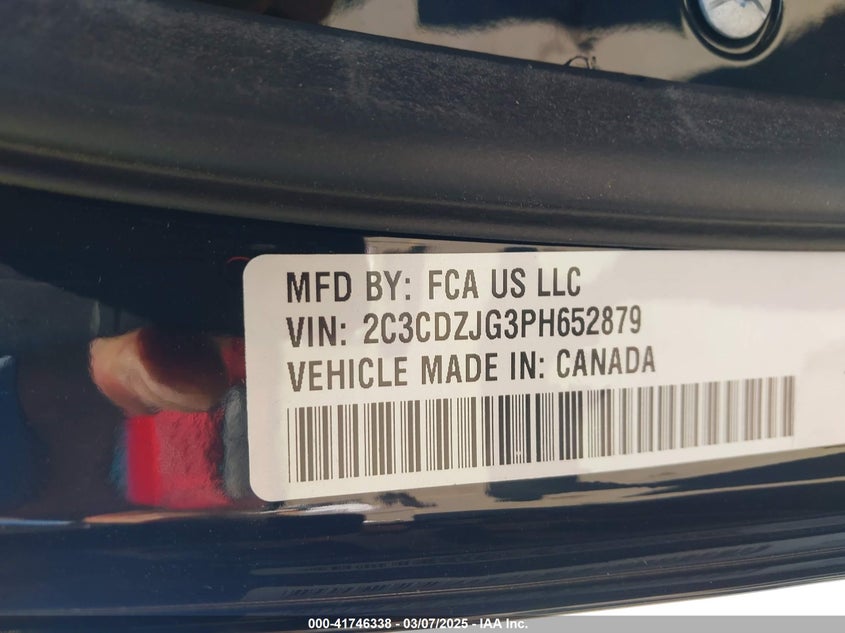 MFD BY: FCA US LLC
VIN: 2C3CDZJG3PH652879
VEHICLE MADE IN: CANADA
000-41746338 - 03/07/2025 - IAA Inc.